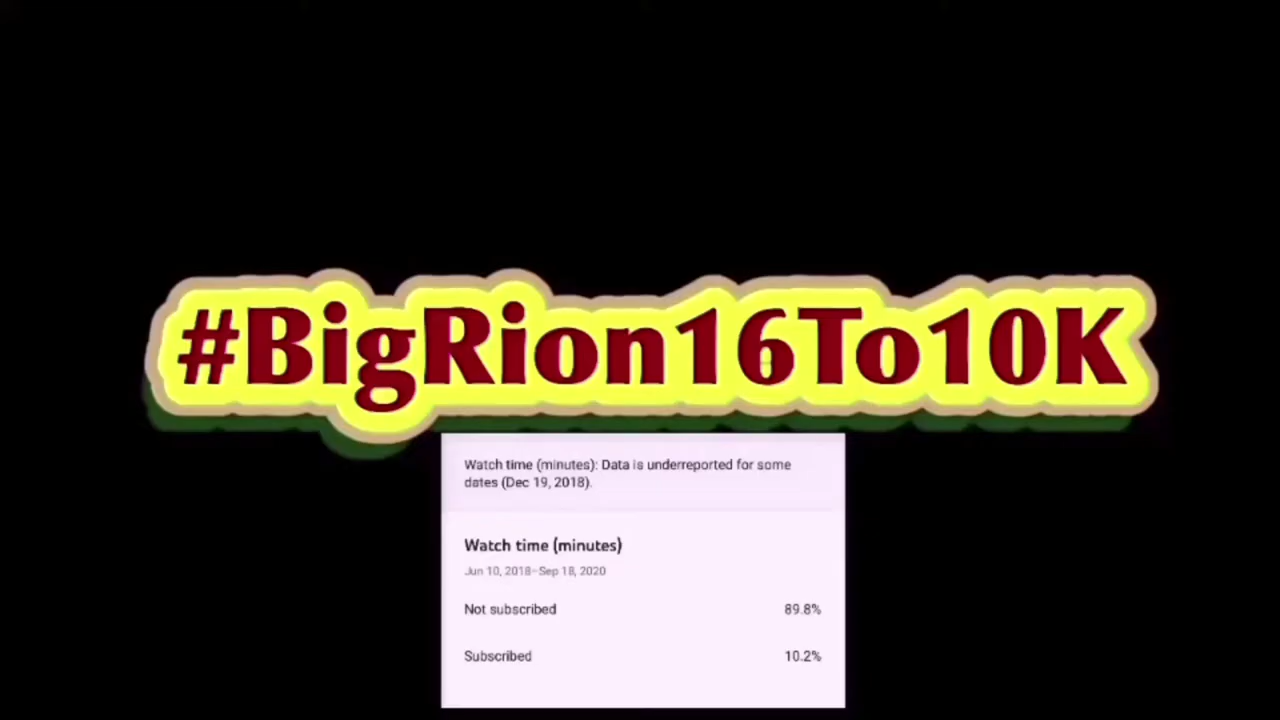 #BigRion16To10K
Watch time (minutes): Data is underreported for some
dates (Dec 19, 2018).
Watch time (minutes)
Jun 10, 2018–Sep 18, 2020
Not subscribed 89.8%
Subscribed 10.2%